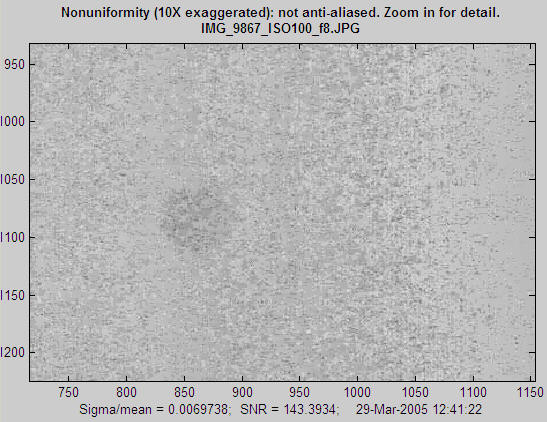 Nonuniformity (10X exaggerated): not anti-aliased. Zoom in for detail.
IMG_9867_ISO100_f8.JPG
950
1000
1050
1100
1150
1200
750 800 850 900 950 1000 1050 1100 1150
Sigma/mean = 0.0069738; SNR = 143.3934; 29-Mar-2005 12:41:22